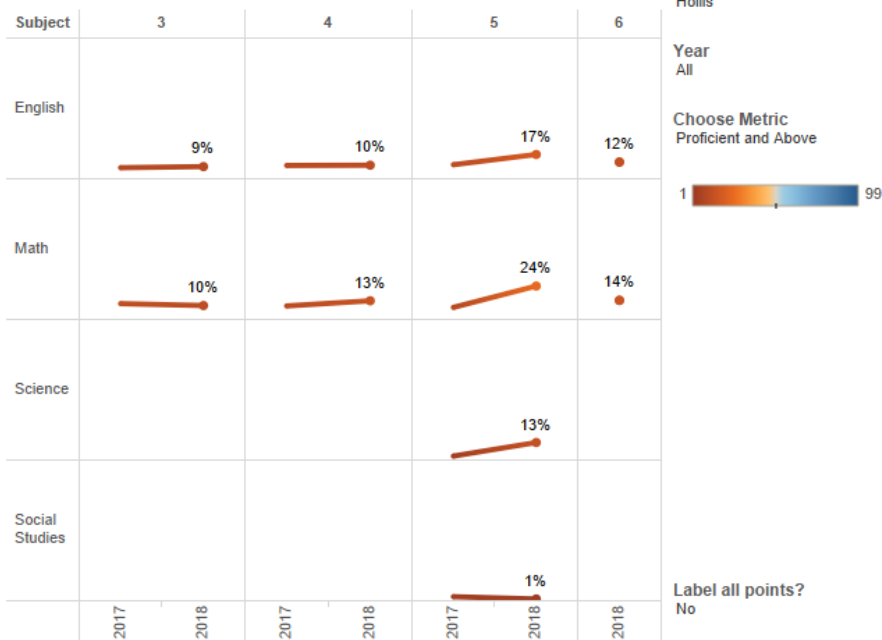 Hollis
Subject 3 4 5 6
Year
All
English
9% 10% 17% 12%
Choose Metric
Proficient and Above
1 99
Math
10% 13% 24% 14%
Science
13%
Social
Studies
1%
Label all points?
No
2017 2018 2017 2018 2017 2018 2018